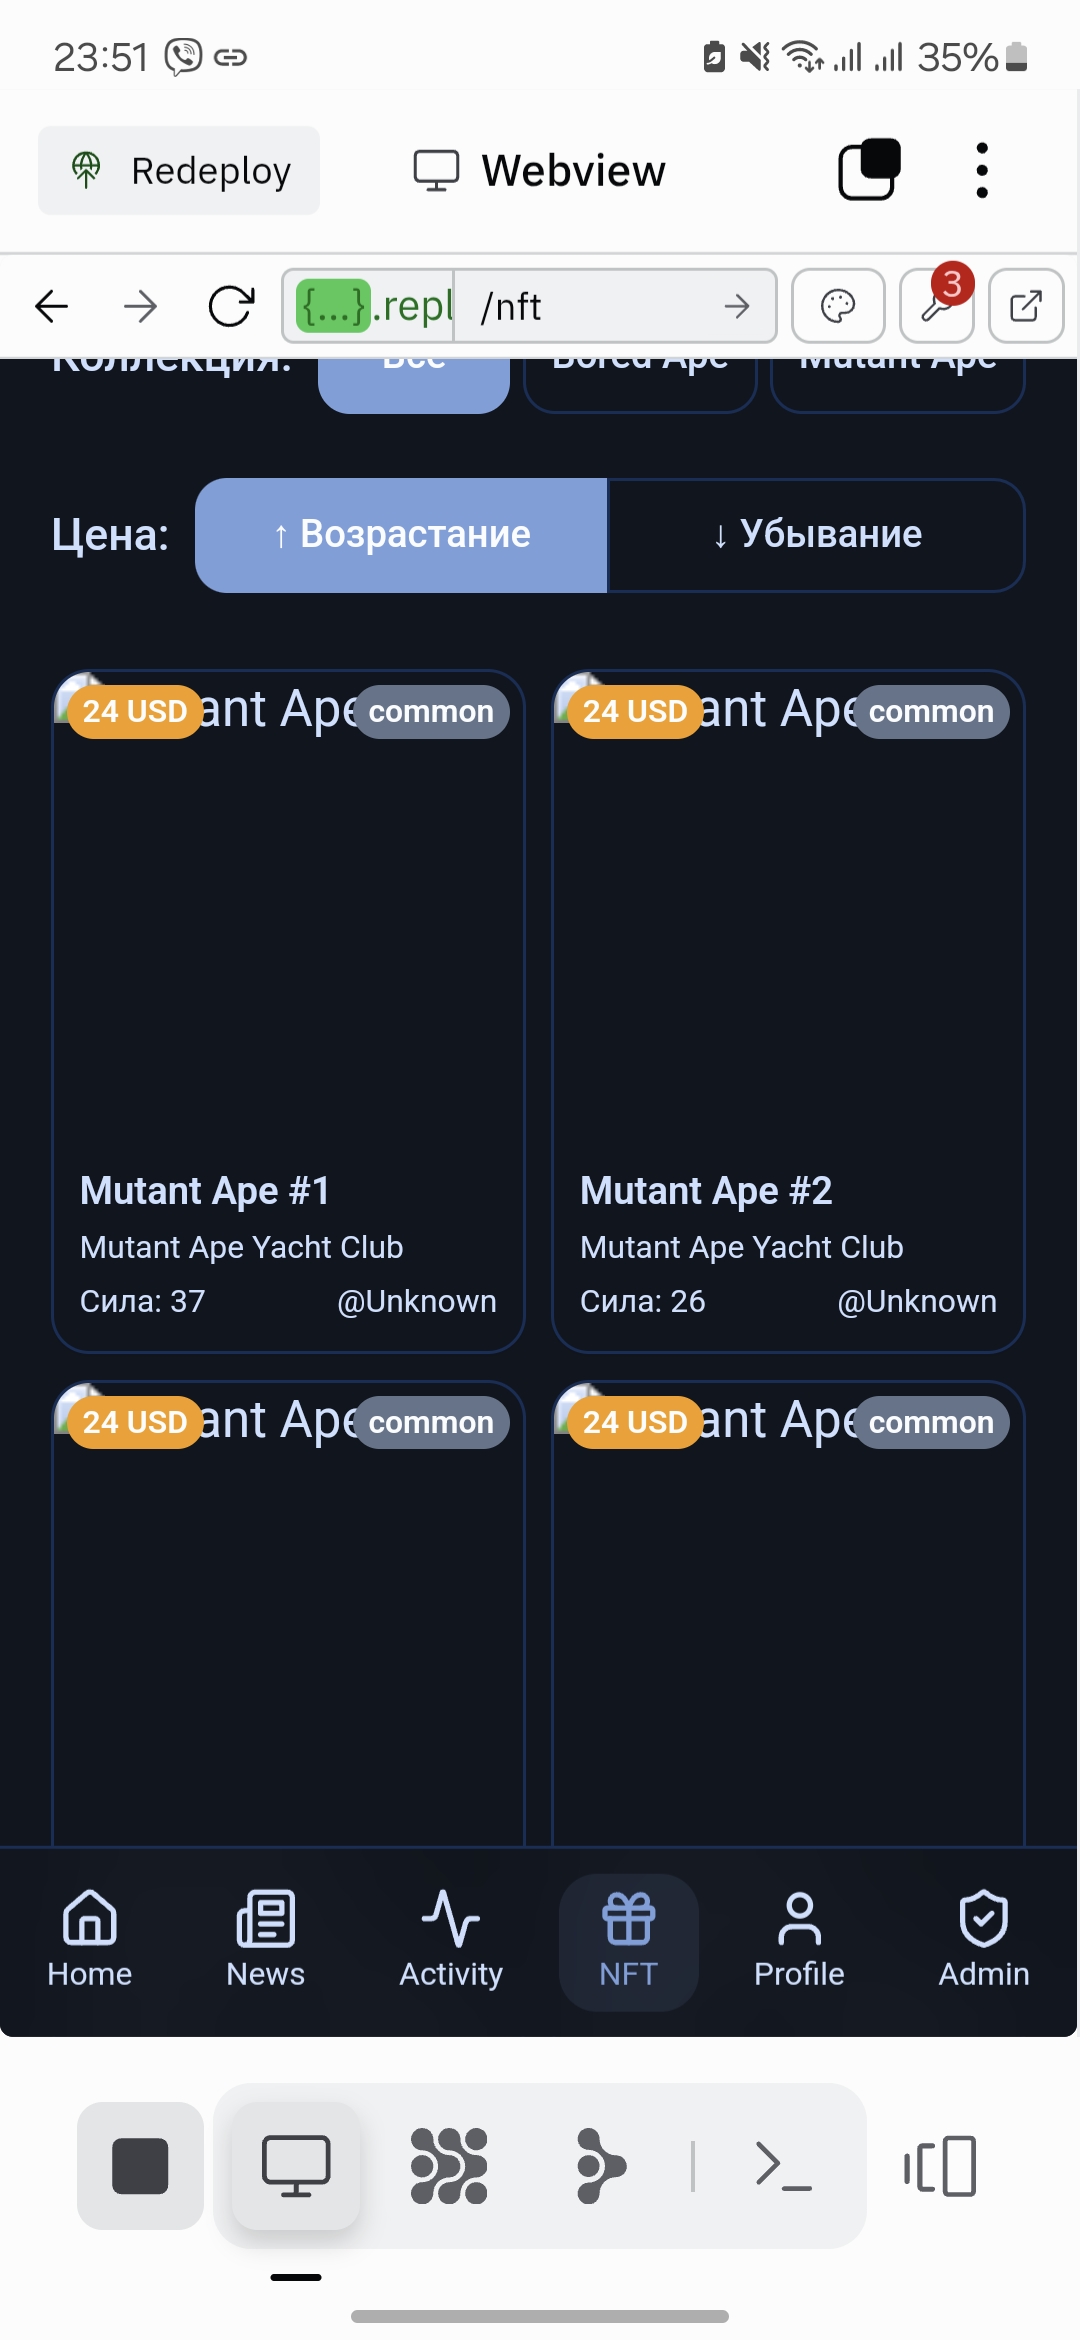 23:51 35%
Redeploy Webview
{...}.repl /nft 3
Коллекция: Все Bored Ape Mutant Ape
Цена: ↑ Возрастание ↓ Убывание
24 USD ant Ape common 24 USD ant Ape common
Mutant Ape #1 Mutant Ape #2
Mutant Ape Yacht Club Mutant Ape Yacht Club
Сила: 37 @Unknown Сила: 26 @Unknown
24 USD ant Ape common 24 USD ant Ape common
Home News Activity NFT Profile Admin